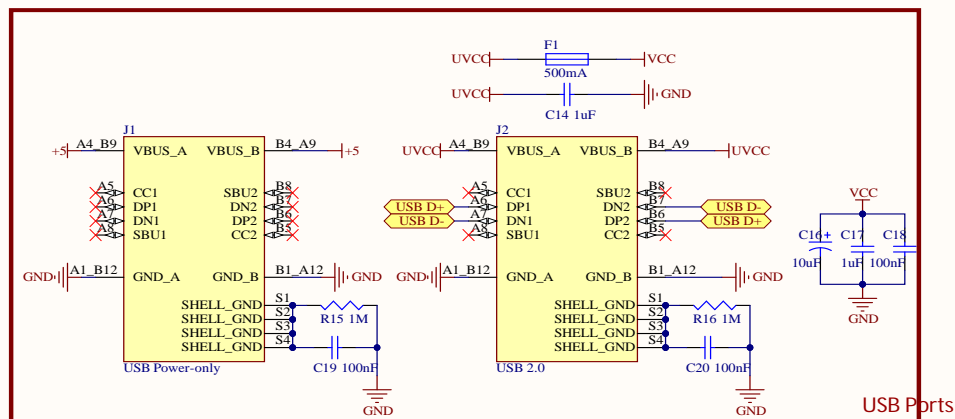 F1
UVCC VCC
500mA
UVCC GND
C14 1uF
J1 J2
A4_B9 B4_A9 A4_B9 B4_A9
+5 VBUS_A VBUS_B +5 UVCC VBUS_A VBUS_B UVCC
A5 CC1 SBU2 B8 A5 CC1 SBU2 B8
A6 DP1 DN2 B7 USB D+ A6 DP1 DN2 B7 USB D-
A7 DN1 DP2 B6 USB D- A7 DN1 DP2 B6 USB D+
A8 SBU1 CC2 B5 A8 SBU1 CC2 B5
VCC
C16 + C17 C18
10uF 1uF 100nF
GND
A1_B12 B1_A12 A1_B12 B1_A12
GND GND_A GND_B GND GND GND_A GND_B GND
SHELL_GND S1 SHELL_GND S1
SHELL_GND S2 R15 1M SHELL_GND S2 R16 1M
SHELL_GND S3 SHELL_GND S3
SHELL_GND S4 SHELL_GND S4
USB Power-only C19 100nF USB 2.0 C20 100nF
GND GND
USB Ports